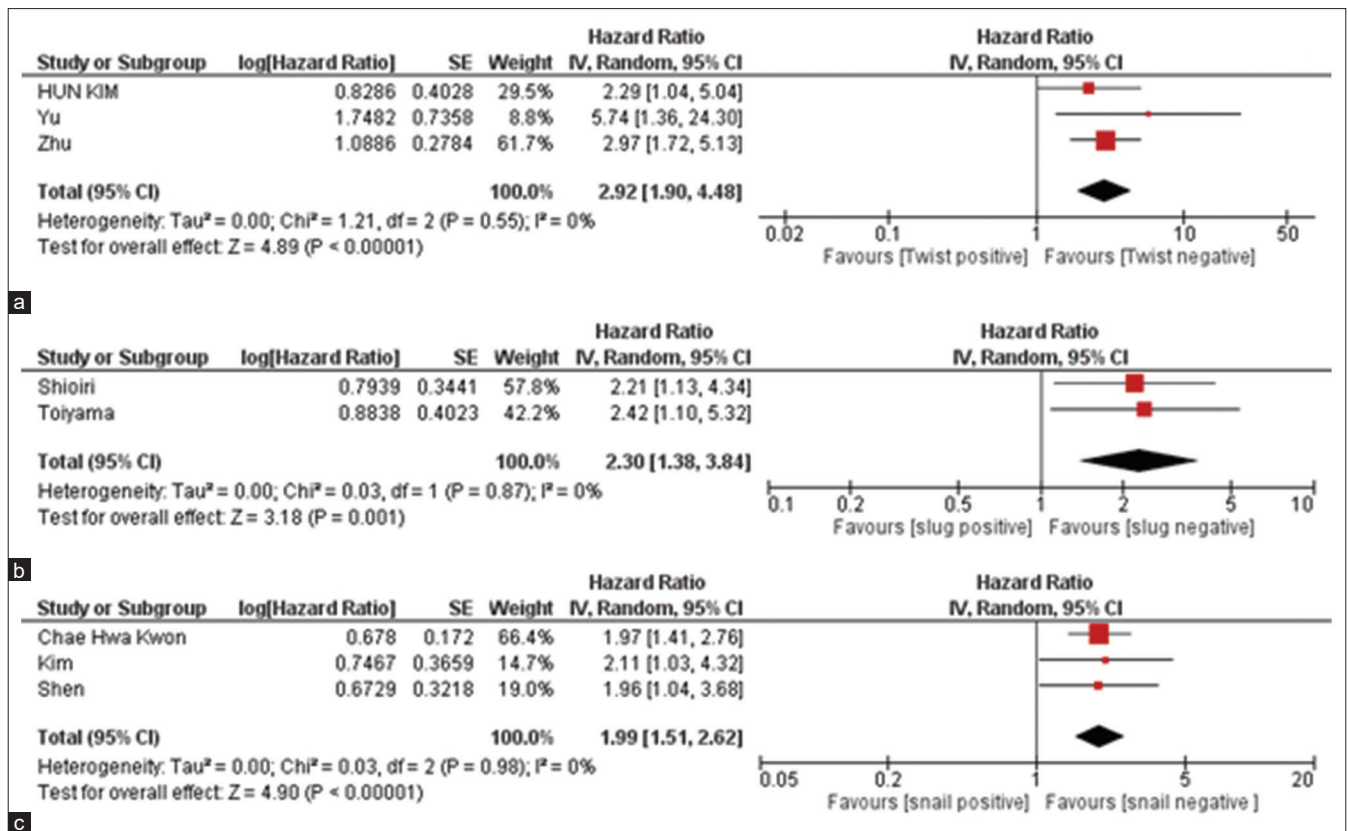 Hazard Ratio Hazard Ratio
Study or Subgroup log[Hazard Ratio] SE Weight IV, Random, 95% CI IV, Random, 95% CI
HUN KIM 0.8286 0.4028 29.5% 2.29 [1.04, 5.04]
Yu 1.7482 0.7358 8.8% 5.74 [1.36, 24.30]
Zhu 1.0886 0.2784 61.7% 2.97 [1.72, 5.13]
Total (95% CI) 100.0% 2.92 [1.90, 4.48]
Heterogeneity: Tau² = 0.00; Chi² = 1.21, df = 2 (P = 0.55); I² = 0%
Test for overall effect: Z = 4.89 (P < 0.00001)
0.02 0.1 1 10 50
Favours [Twist positive] Favours [Twist negative]
a
Hazard Ratio Hazard Ratio
Study or Subgroup log[Hazard Ratio] SE Weight IV, Random, 95% CI IV, Random, 95% CI
Shioiri 0.7939 0.3441 57.8% 2.21 [1.13, 4.34]
Toiyama 0.8838 0.4023 42.2% 2.42 [1.10, 5.32]
Total (95% CI) 100.0% 2.30 [1.38, 3.84]
Heterogeneity: Tau² = 0.00; Chi² = 0.03, df = 1 (P = 0.87); I² = 0%
Test for overall effect: Z = 3.18 (P = 0.001)
0.1 0.2 0.5 1 2 5 10
Favours [slug positive] Favours [slug negative]
b
Hazard Ratio Hazard Ratio
Study or Subgroup log[Hazard Ratio] SE Weight IV, Random, 95% CI IV, Random, 95% CI
Chae Hwa Kwon 0.678 0.172 66.4% 1.97 [1.41, 2.76]
Kim 0.7467 0.3659 14.7% 2.11 [1.03, 4.32]
Shen 0.6729 0.3218 19.0% 1.96 [1.04, 3.68]
Total (95% CI) 100.0% 1.99 [1.51, 2.62]
Heterogeneity: Tau² = 0.00; Chi² = 0.03, df = 2 (P = 0.98); I² = 0%
Test for overall effect: Z = 4.90 (P < 0.00001)
0.05 0.2 1 5 20
Favours [snail positive] Favours [snail negative ]
c